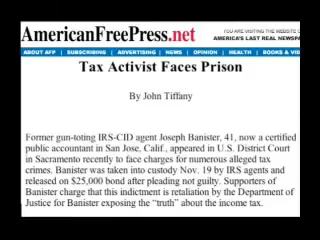 AmericanFreePress.net
YOU ARE VISITING THE WEBSITE
AMERICA'S LAST REAL NEWSPA
ABOUT AFP | SUBSCRIBING | ADVERTISING | NEWS | OPINION | HEALTH | BOOKS & VID
Tax Activist Faces Prison
By John Tiffany
Former gun-toting IRS-CID agent Joseph Banister, 41, now a certified
public accountant in San Jose, Calif., appeared in U.S. District Court
in Sacramento recently to face charges for numerous alleged tax
crimes. Banister was taken into custody Nov. 19 by IRS agents and
released on $25,000 bond after pleading not guilty. Supporters of
Banister charge that this indictment is retaliation by the Department of
Justice for Banister exposing the “truth” about the income tax.